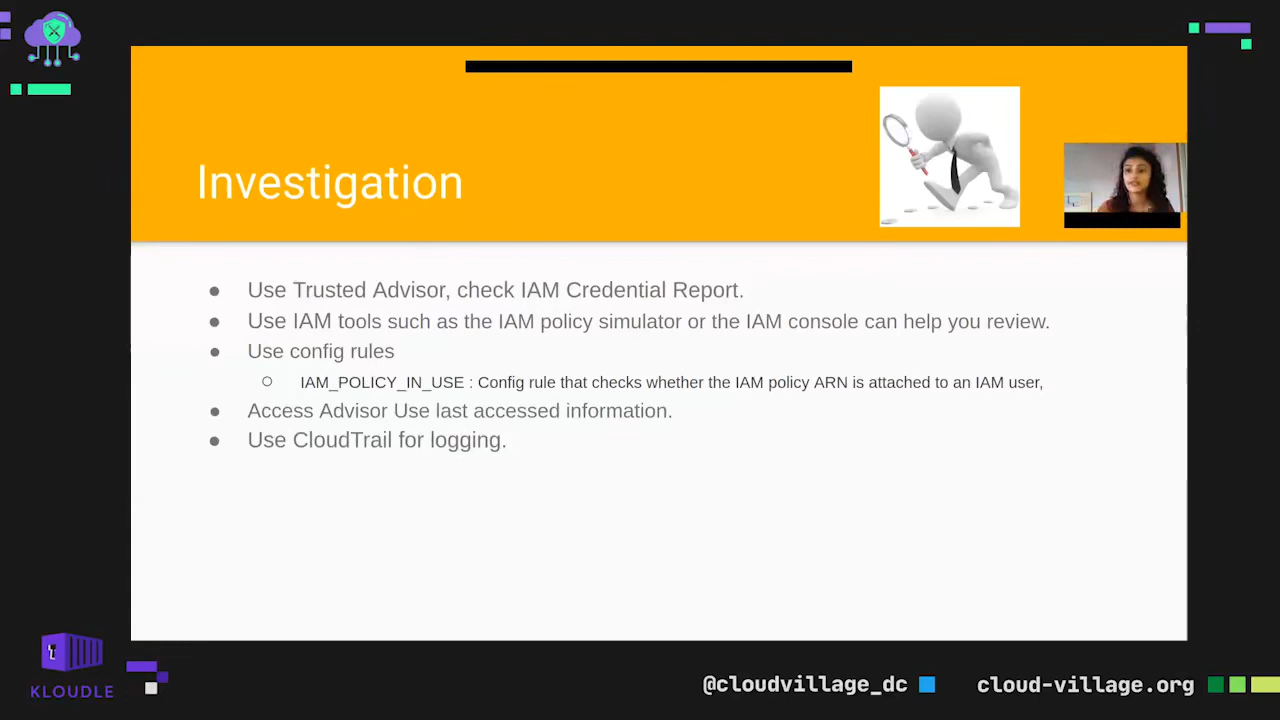 Investigation
Use Trusted Advisor, check IAM Credential Report.
Use IAM tools such as the IAM policy simulator or the IAM console can help you review.
Use config rules
IAM_POLICY_IN_USE : Config rule that checks whether the IAM policy ARN is attached to an IAM user,
Access Advisor Use last accessed information.
Use CloudTrail for logging.
KLOUDLE
@cloudvillage_dc
cloud-village.org